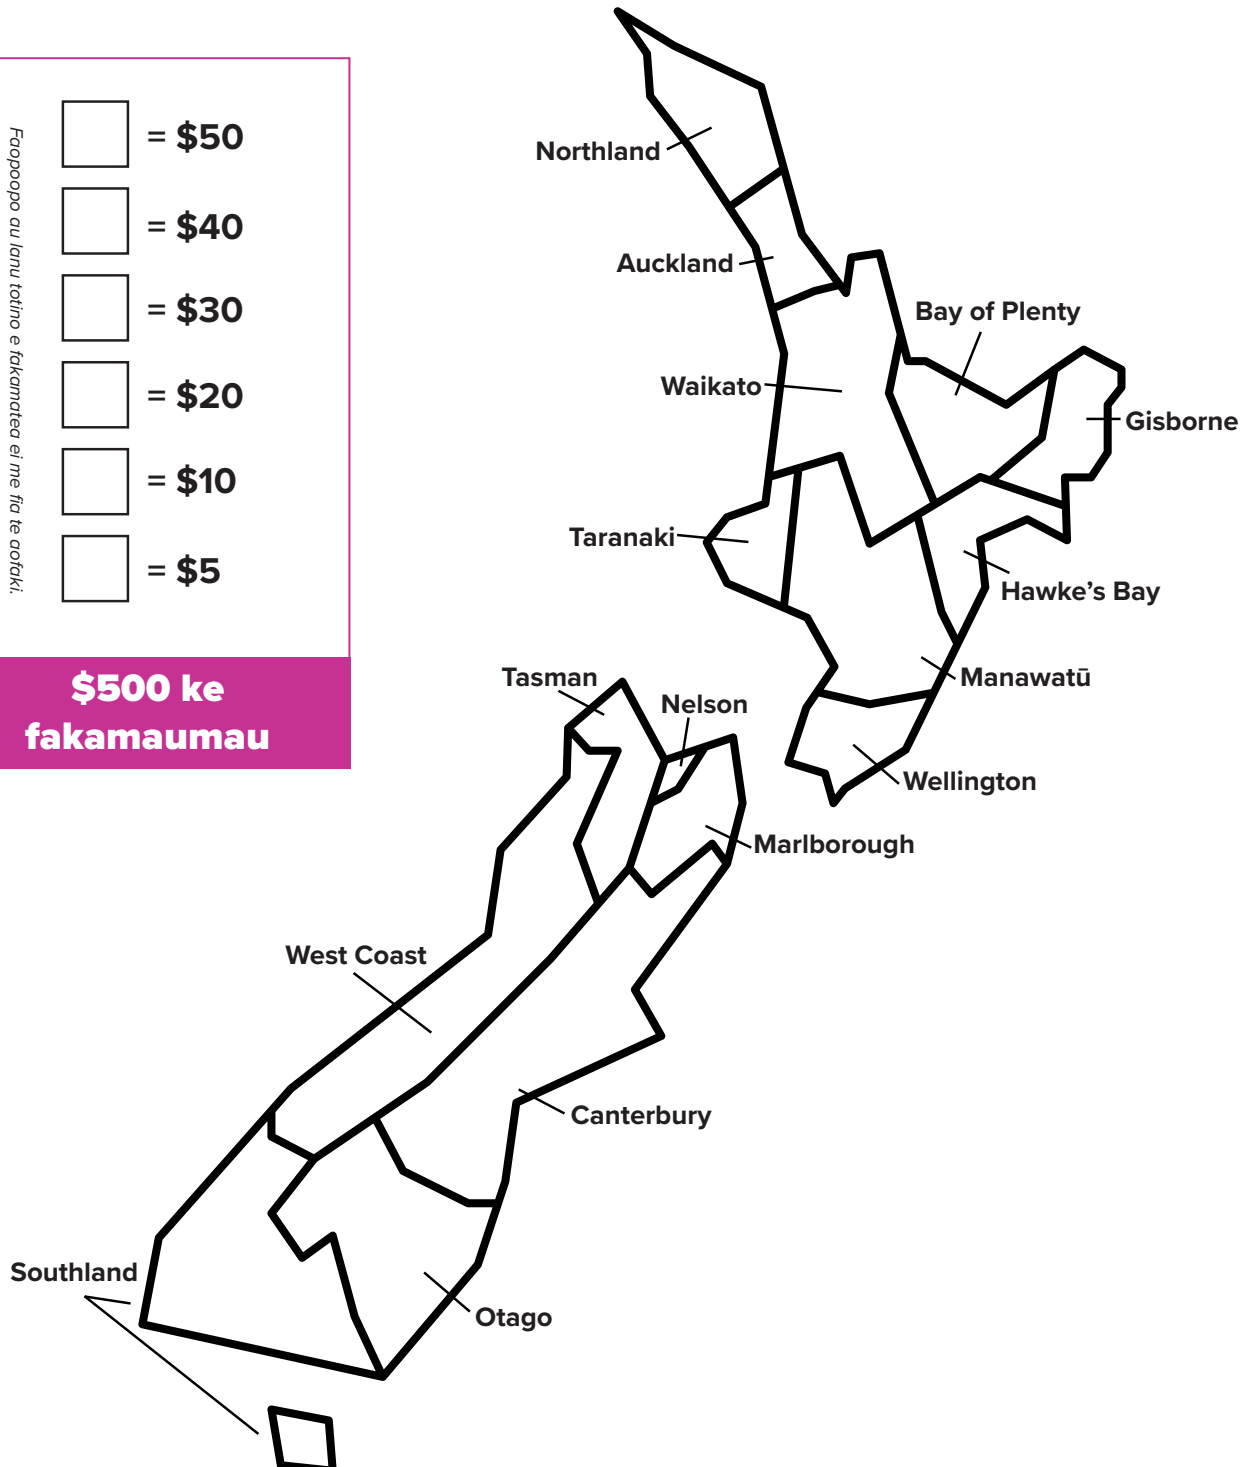 Faopoopo au lanu totino e fakamatea ei me fia te aofaki.
= $50
= $40
= $30
= $20
= $10
= $5
$500 ke
fakamaumau
Northland
Auckland
Bay of Plenty
Waikato
Gisborne
Taranaki
Hawke’s Bay
Manawatū
Tasman
Nelson
Wellington
Marlborough
West Coast
Canterbury
Southland
Otago